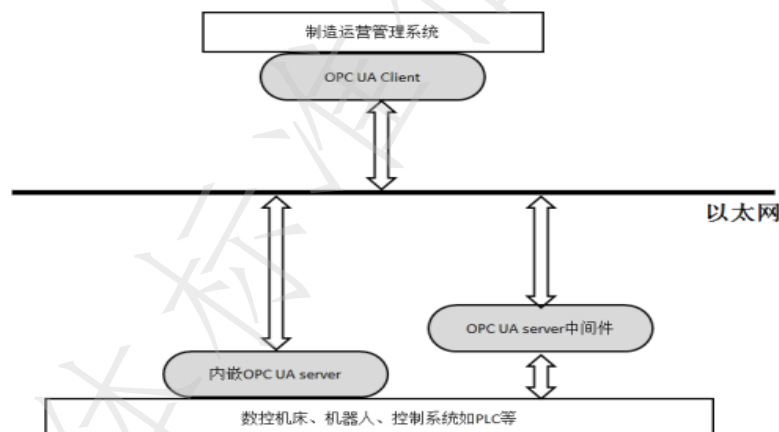 制造运营管理系统
OPC UA Client
以太网
OPC UA server中间件
内嵌OPC UA server
数控机床、机器人、控制系统如PLC等